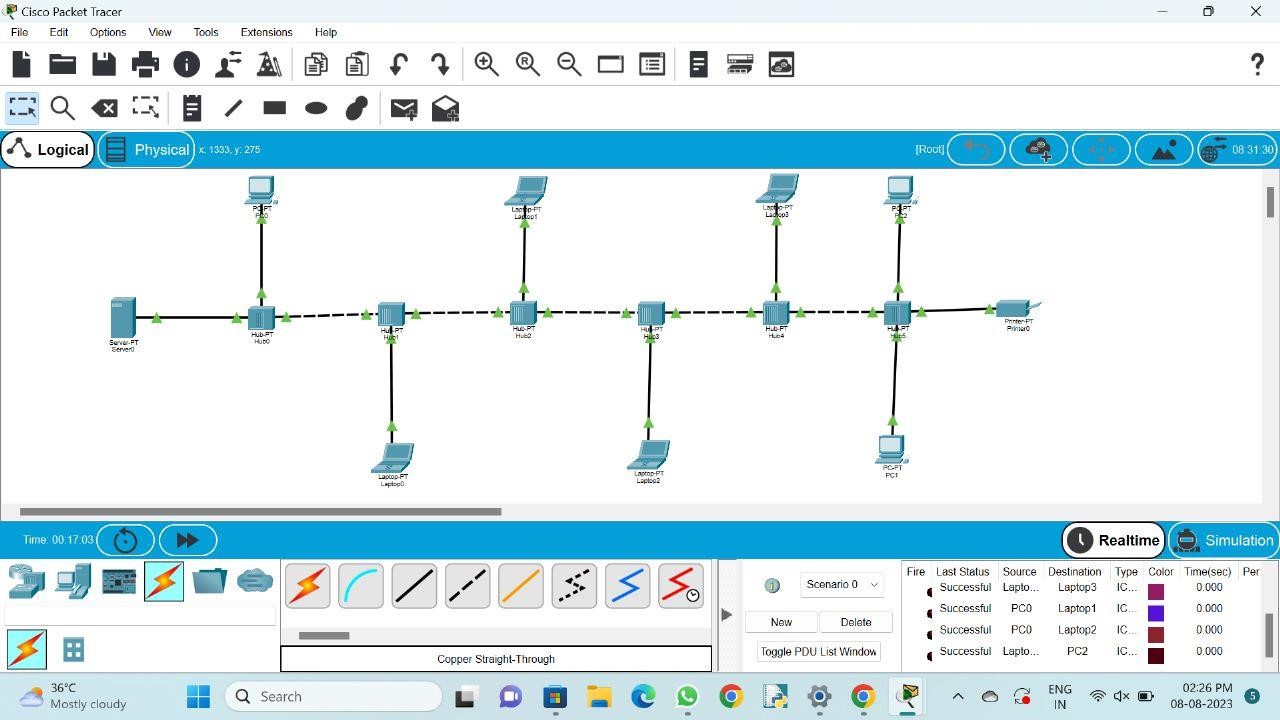 Cisco Packet Tracer
File Edit Options View Tools Extensions Help
Logical Physical x: 1333, y: 275 [Root] 08:31:30
PC-PT
PC0
Laptop-PT
Laptop1
Laptop-PT
Laptop3
PC-PT
PC2
Server-PT
Server0
Hub-PT
Hub0
Hub-PT
Hub1
Hub-PT
Hub2
Hub-PT
Hub3
Hub-PT
Hub4
Hub-PT
Hub5
Printer-PT
Printer0
Laptop-PT
Laptop0
Laptop-PT
Laptop2
PC-PT
PC1
Time: 00:17:03 Realtime Simulation
Scenario 0
New Delete
Toggle PDU List Window
Copper Straight-Through
Fire Last Status Source Destination Type Color Time(sec) Per
Successful Lapto... Laptop3 IC... 0.000
Successful PC0 Laptop1 IC... 0.000
Successful PC0 Laptop2 IC... 0.000
Successful Lapto... PC2 IC... 0.000
36°C
Mostly cloudy
Search
ENG
IN
02:26 PM
08-08-2023
5